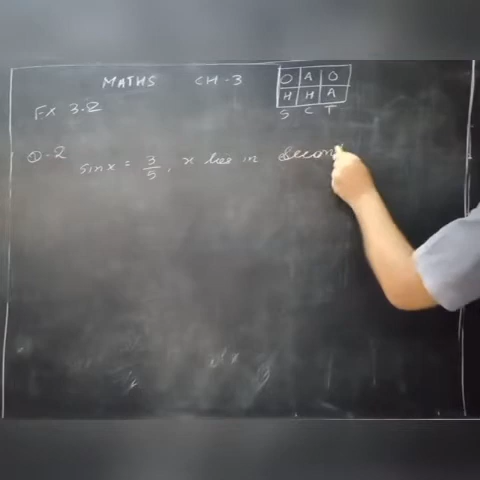 MATHS CH-3
O A O
H H A
S C T
EX 3.2
Q-2
sin x = 3/5, x lies in Secon